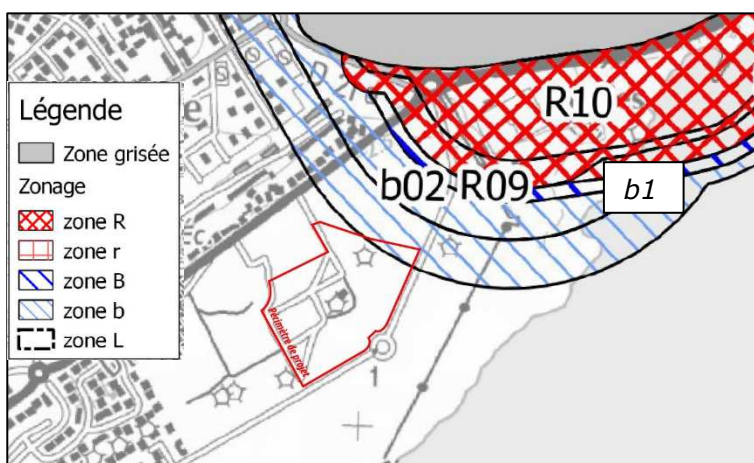 Légende
Zone grisée
Zonage
zone R
zone r
zone B
zone b
zone L
R10
b02 R09
b1
Périmètre de projet
1